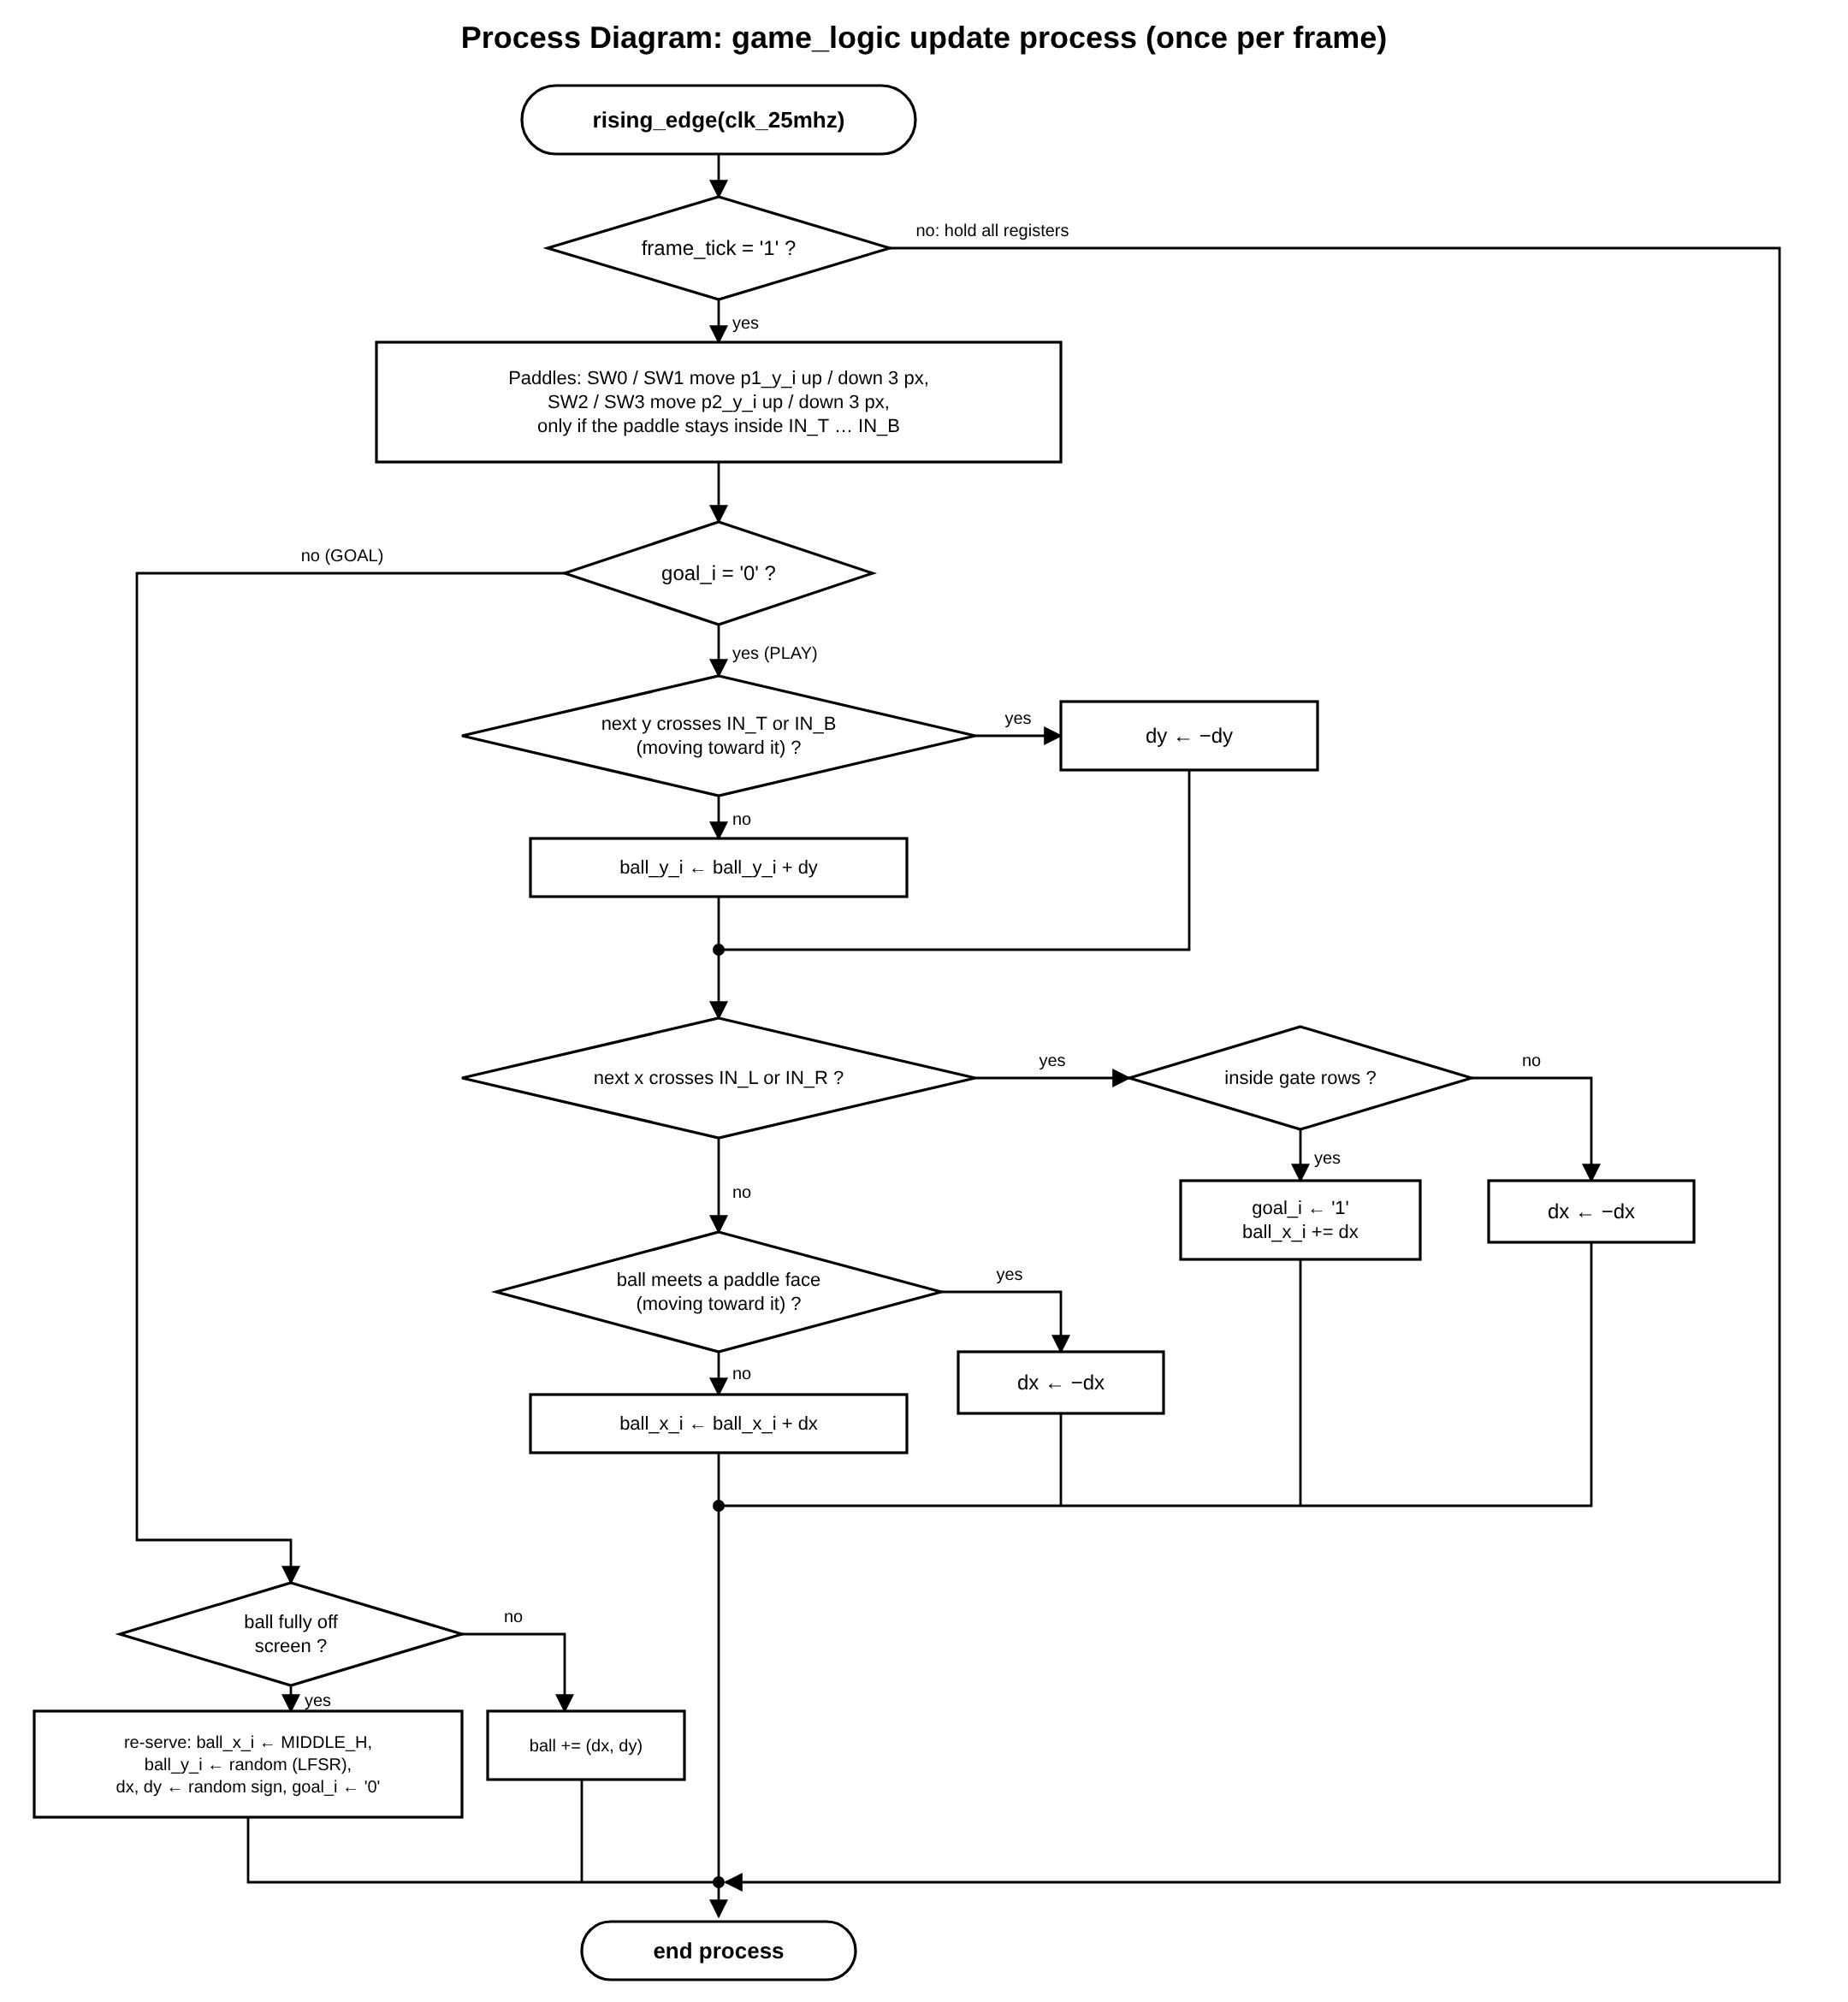 Process Diagram: game_logic update process (once per frame)
rising_edge(clk_25mhz)
frame_tick = '1' ?
no: hold all registers
yes
Paddles: SW0 / SW1 move p1_y_i up / down 3 px,
SW2 / SW3 move p2_y_i up / down 3 px,
only if the paddle stays inside IN_T … IN_B
goal_i = '0' ?
no (GOAL)
yes (PLAY)
next y crosses IN_T or IN_B
(moving toward it) ?
yes
dy ← −dy
no
ball_y_i ← ball_y_i + dy
next x crosses IN_L or IN_R ?
yes
inside gate rows ?
no
yes
goal_i ← '1'
ball_x_i += dx
dx ← −dx
no
ball meets a paddle face
(moving toward it) ?
yes
dx ← −dx
no
ball_x_i ← ball_x_i + dx
ball fully off
screen ?
no
yes
re-serve: ball_x_i ← MIDDLE_H,
ball_y_i ← random (LFSR),
dx, dy ← random sign, goal_i ← '0'
ball += (dx, dy)
end process